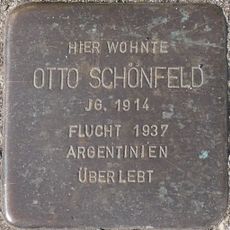 HIER WOHNTE
OTTO SCHÖNFELD
JG. 1914
FLUCHT 1937
ARGENTINIEN
ÜBERLEBT